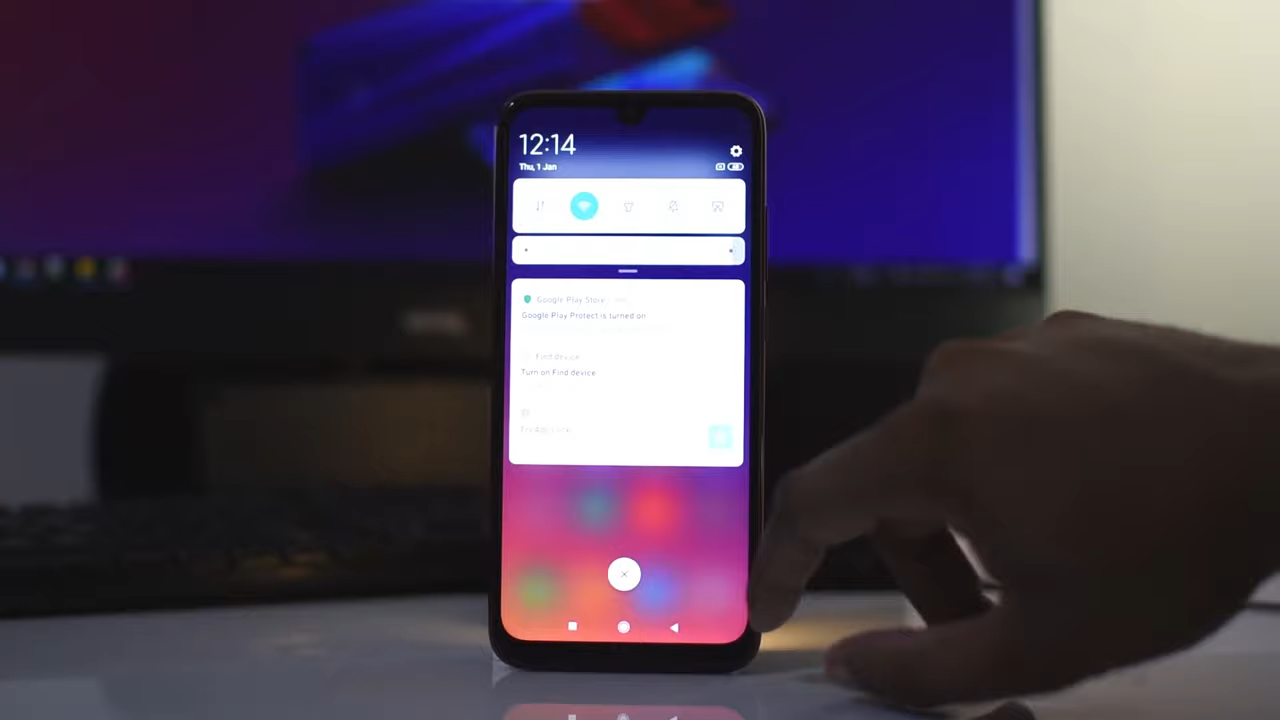 12:14
Thu, 1 Jan
Google Play Store
Google Play Protect is turned on
Find device
Turn on Find device